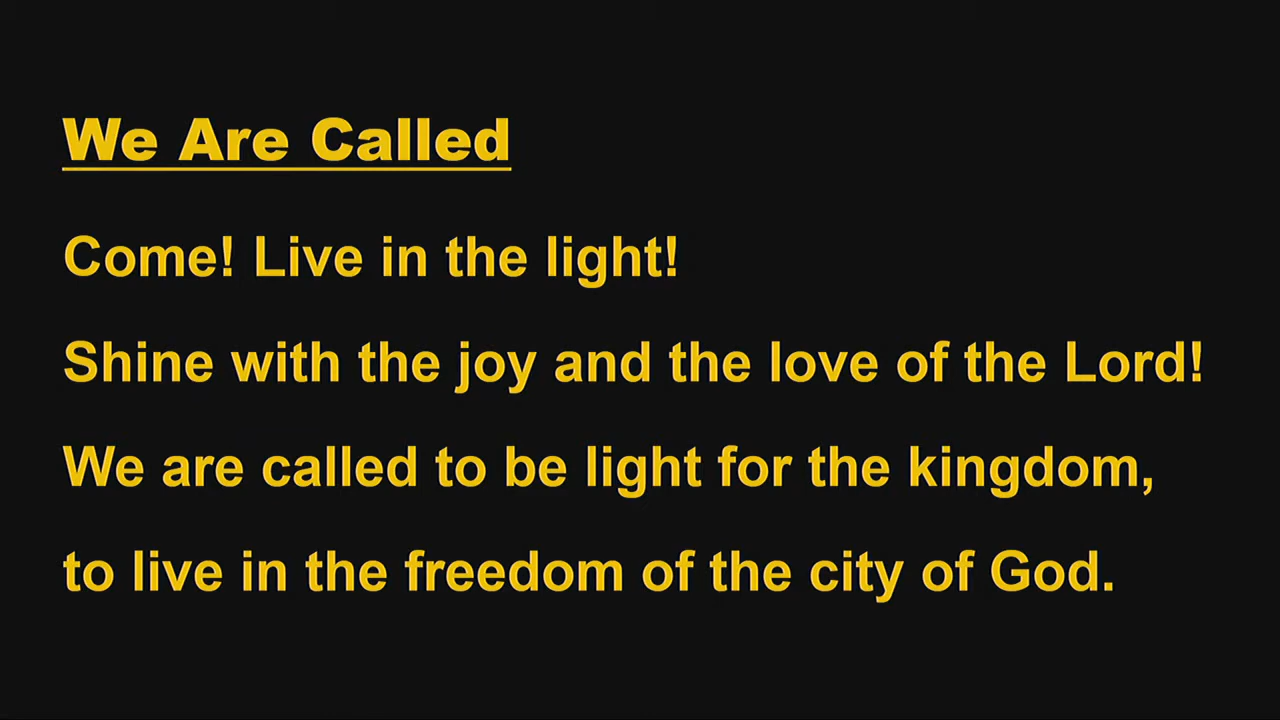 We Are Called
Come! Live in the light!
Shine with the joy and the love of the Lord!
We are called to be light for the kingdom,
to live in the freedom of the city of God.